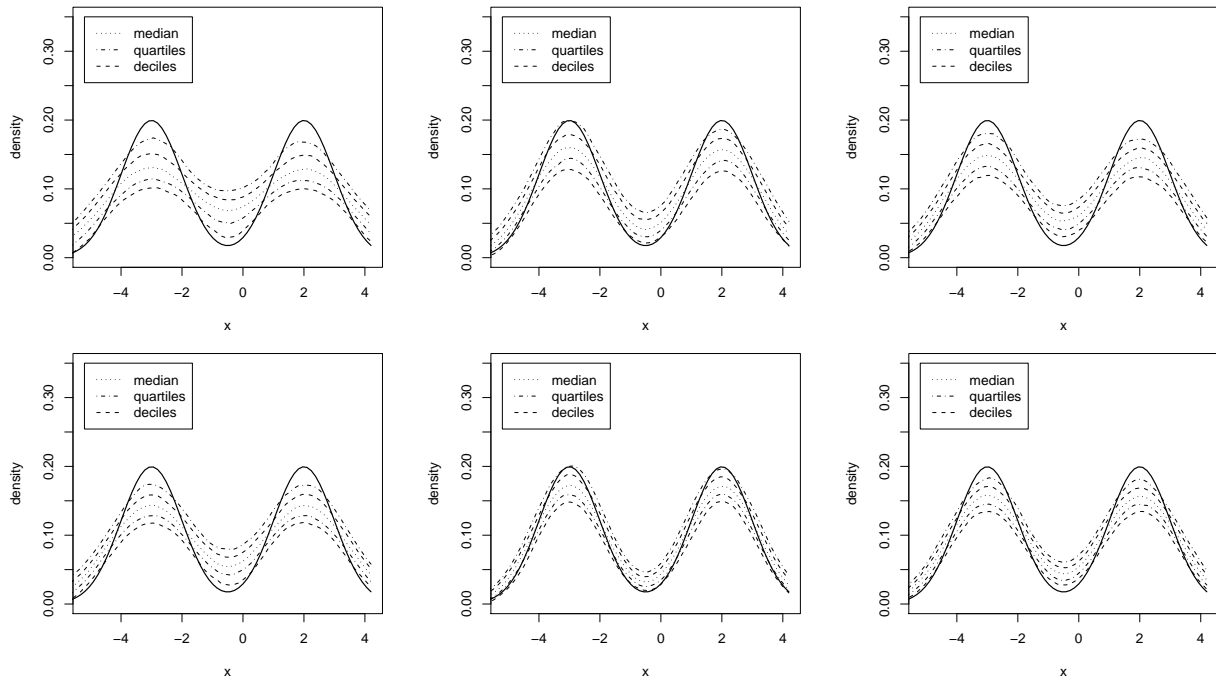 median
quartiles
deciles
density
0.00
0.10
0.20
0.30
−4
−2
0
2
4
x
median
quartiles
deciles
density
0.00
0.10
0.20
0.30
−4
−2
0
2
4
x
median
quartiles
deciles
density
0.00
0.10
0.20
0.30
−4
−2
0
2
4
x
median
quartiles
deciles
density
0.00
0.10
0.20
0.30
−4
−2
0
2
4
x
median
quartiles
deciles
density
0.00
0.10
0.20
0.30
−4
−2
0
2
4
x
median
quartiles
deciles
density
0.00
0.10
0.20
0.30
−4
−2
0
2
4
x